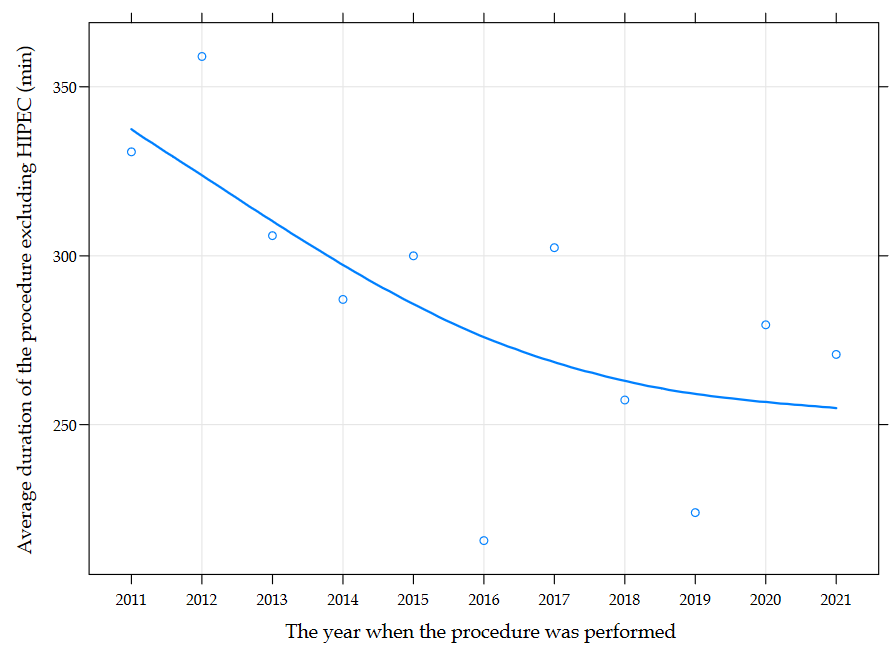 Average duration of the procedure excluding HIPEC (min)
350
300
250
2011 2012 2013 2014 2015 2016 2017 2018 2019 2020 2021
The year when the procedure was performed